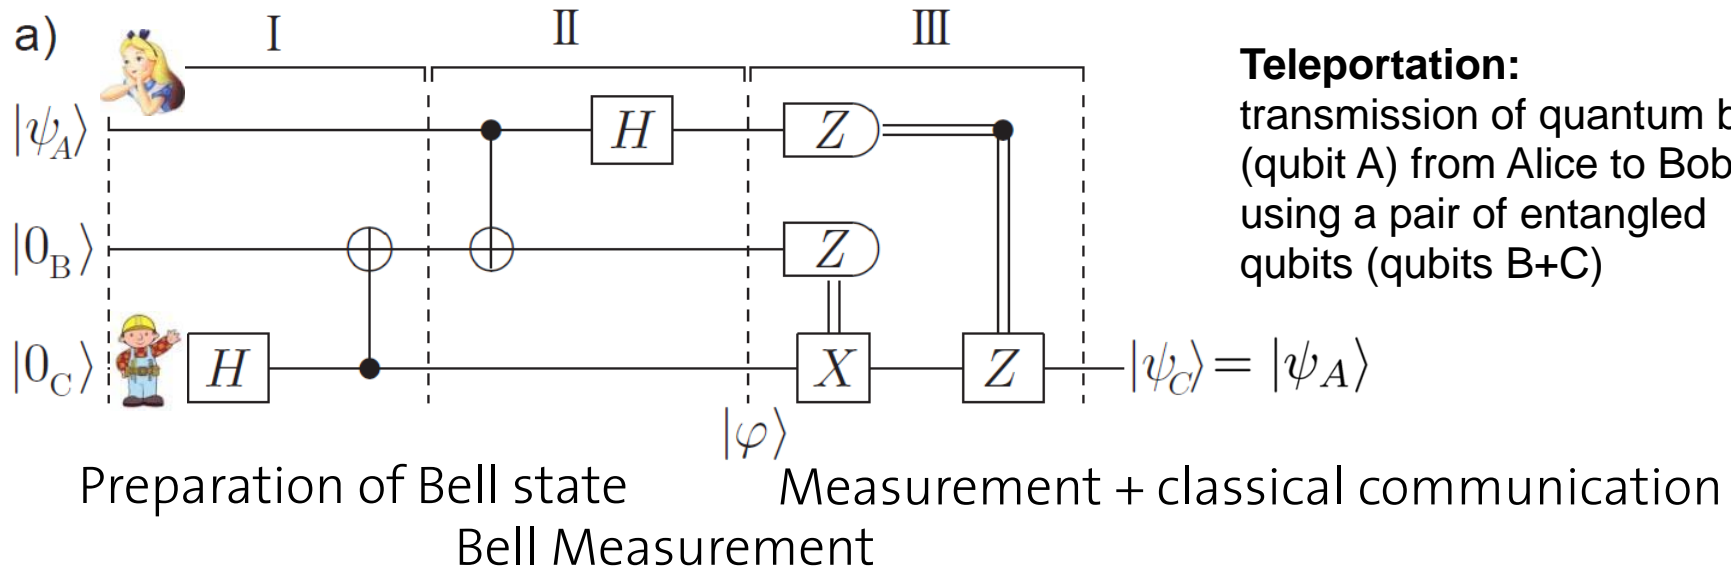 a)
I II III
Teleportation:
transmission of quantum b
(qubit A) from Alice to Bob
using a pair of entangled
qubits (qubits B+C)
|ψ_A⟩ H Z
|0_B⟩ Z
|0_C⟩ H X Z |ψ_C⟩ = |ψ_A⟩
|φ⟩
Preparation of Bell state
Measurement + classical communication
Bell Measurement